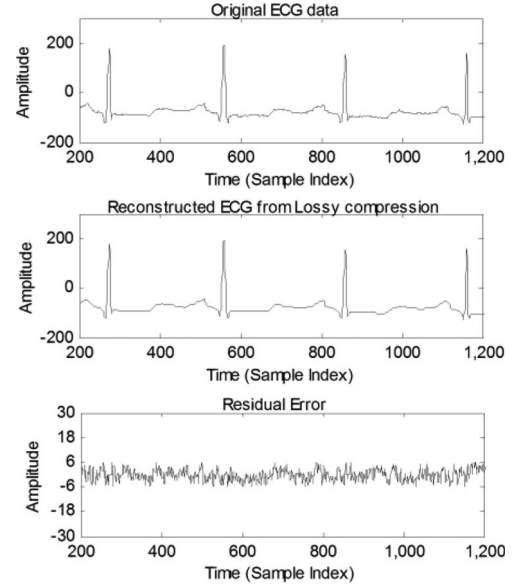 Original ECG data
200
0
-200
Amplitude
200 400 600 800 1000 1,200
Time (Sample Index)
Reconstructed ECG from Lossy compression
200
0
-200
Amplitude
200 400 600 800 1000 1,200
Time (Sample Index)
Residual Error
30
18
6
-6
-18
-30
Amplitude
200 400 600 800 1,000 1,200
Time (Sample Index)